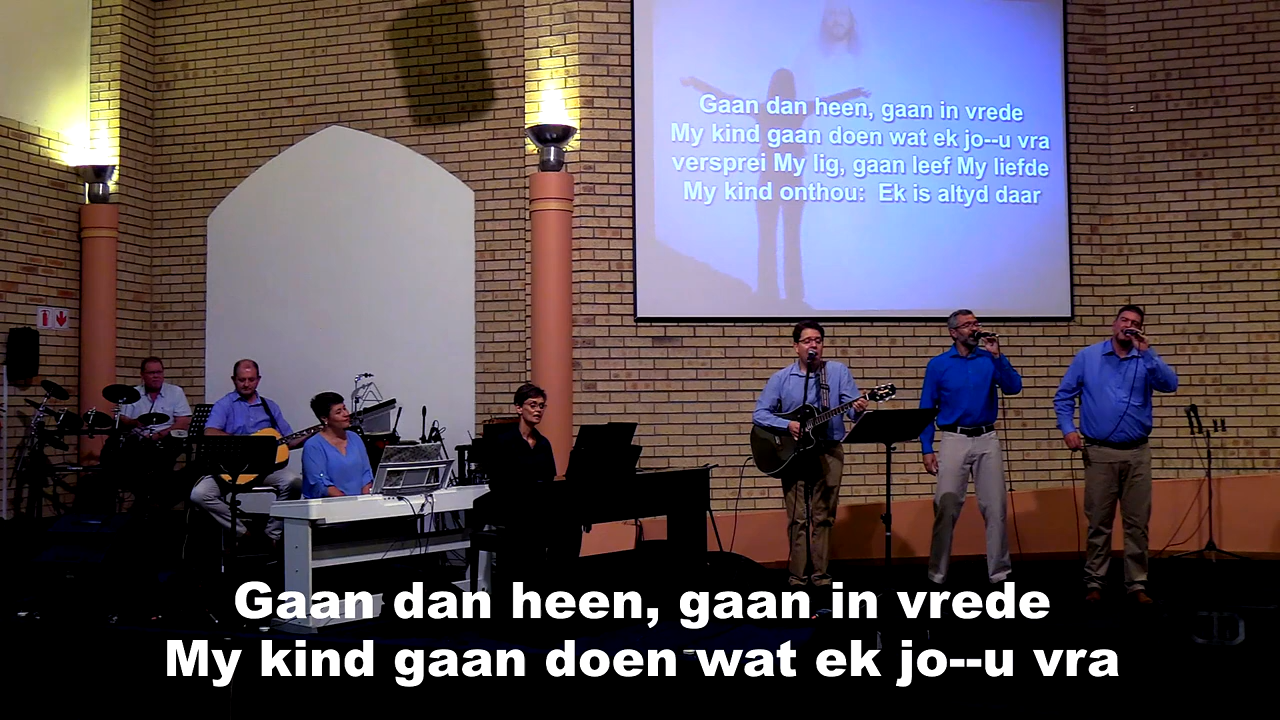 Gaan dan heen, gaan in vrede
My kind gaan doen wat ek jo--u vra
versprei My lig, gaan leef My liefde
My kind onthou:  Ek is altyd daar
Gaan dan heen, gaan in vrede
My kind gaan doen wat ek jo--u vra